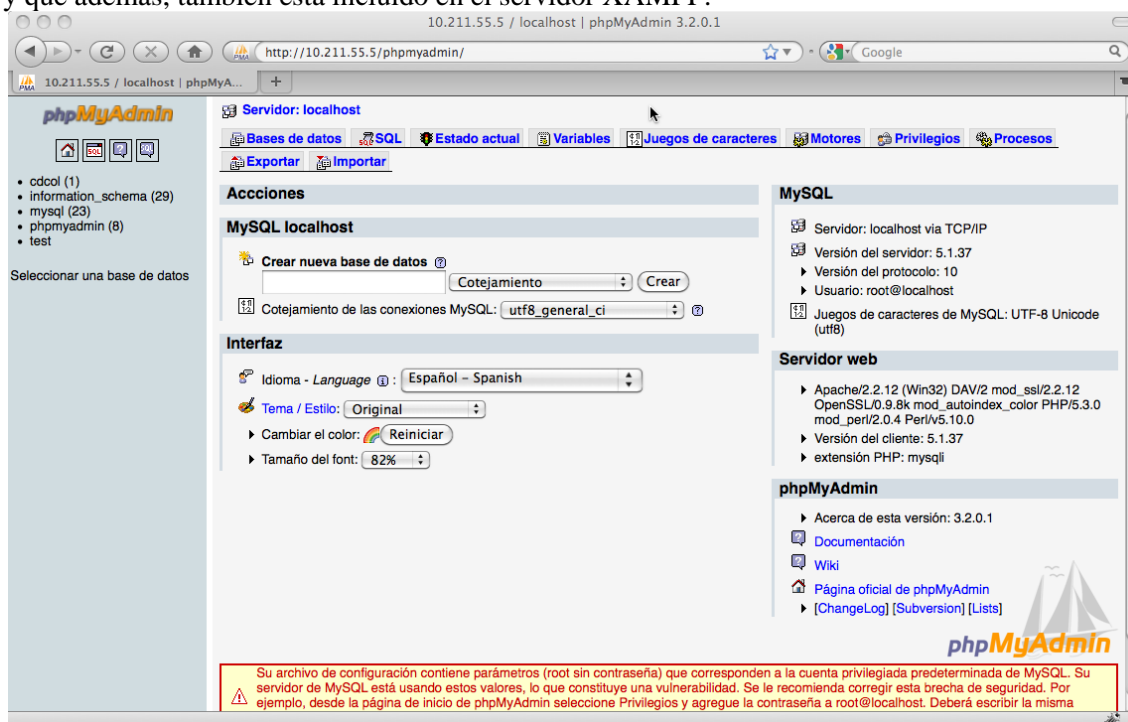 y que además, también está incluido en el servidor XAMPP:
10.211.55.5 / localhost | phpMyAdmin 3.2.0.1
http://10.211.55.5/phpmyadmin/
Google
10.211.55.5 / localhost | phpMyA...
phpMyAdmin
cdcol (1)
information_schema (29)
mysql (23)
phpmyadmin (8)
test
Seleccionar una base de datos
Servidor: localhost
Bases de datos SQL Estado actual Variables Juegos de caracteres Motores Privilegios Procesos
Exportar Importar
Accciones
MySQL localhost
Crear nueva base de datos
Cotejamiento Crear
Cotejamiento de las conexiones MySQL: utf8_general_ci
Interfaz
Idioma - Language : Español – Spanish
Tema / Estilo: Original
Cambiar el color: Reiniciar
Tamaño del font: 82%
MySQL
Servidor: localhost via TCP/IP
Versión del servidor: 5.1.37
Versión del protocolo: 10
Usuario: root@localhost
Juegos de caracteres de MySQL: UTF-8 Unicode
(utf8)
Servidor web
Apache/2.2.12 (Win32) DAV/2 mod_ssl/2.2.12
OpenSSL/0.9.8k mod_autoindex_color PHP/5.3.0
mod_perl/2.0.4 Perl/v5.10.0
Versión del cliente: 5.1.37
extensión PHP: mysqli
phpMyAdmin
Acerca de esta versión: 3.2.0.1
Documentación
Wiki
Página oficial de phpMyAdmin
[ChangeLog] [Subversion] [Lists]
phpMyAdmin
Su archivo de configuración contiene parámetros (root sin contraseña) que corresponden a la cuenta privilegiada predeterminada de MySQL. Su
servidor de MySQL está usando estos valores, lo que constituye una vulnerabilidad. Se le recomienda corregir esta brecha de seguridad. Por
ejemplo, desde la página de inicio de phpMyAdmin seleccione Privilegios y agregue la contraseña a root@localhost. Deberá escribir la misma